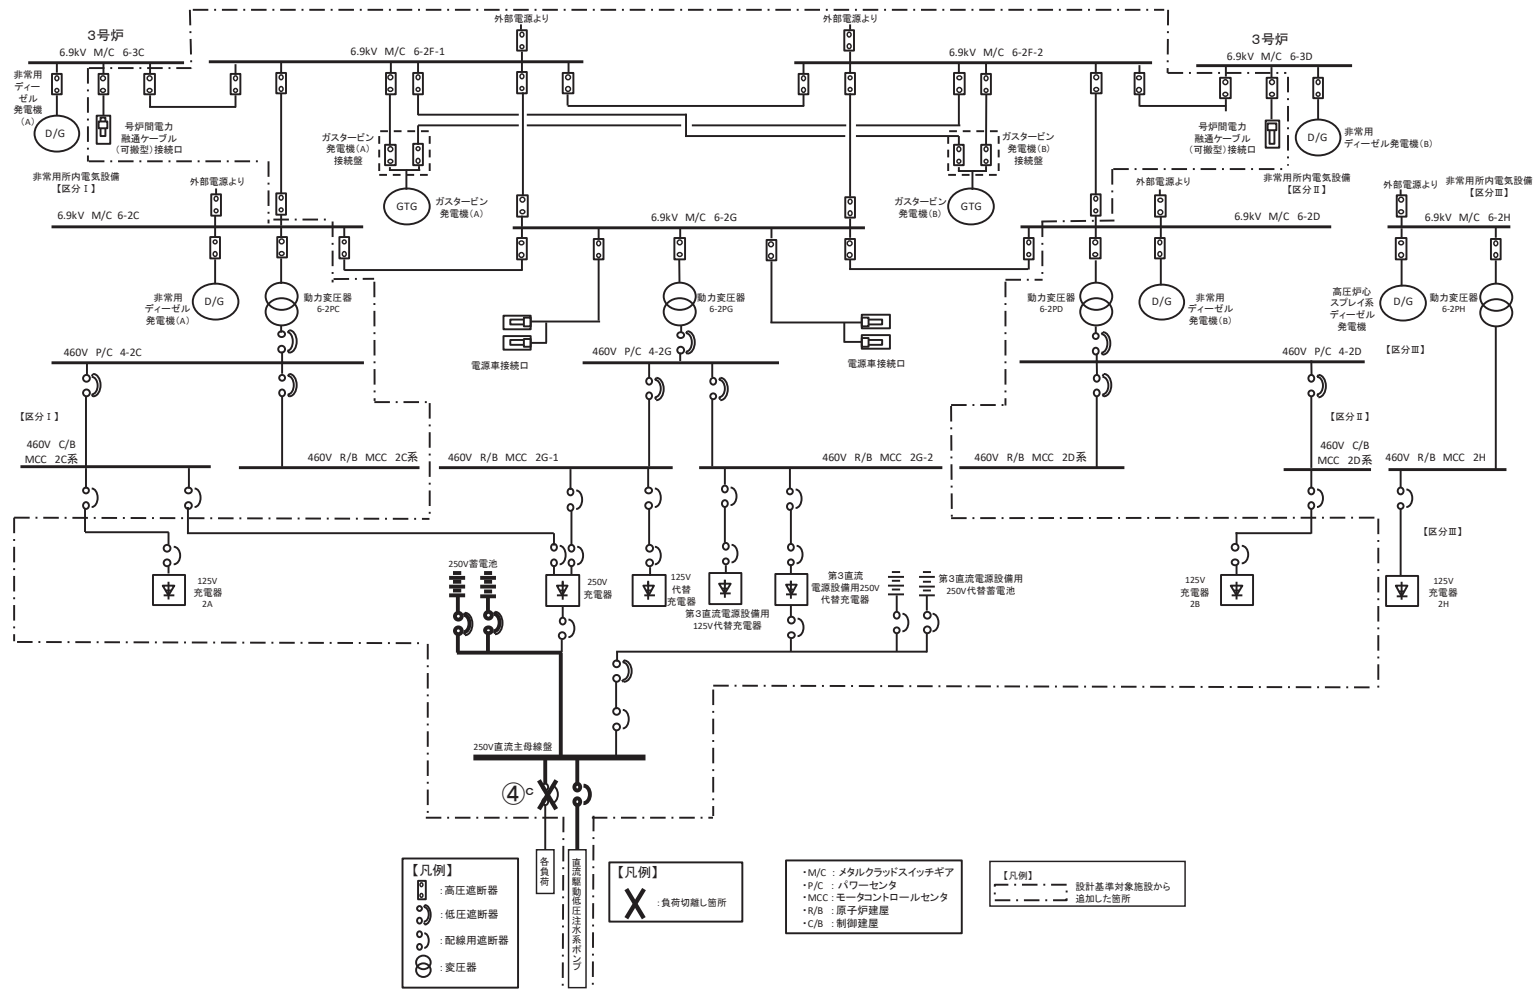 外部電源より
外部電源より
3号炉
6.9kV M/C 6-3C
6.9kV M/C 6-2F-1
6.9kV M/C 6-2F-2
3号炉
6.9kV M/C 6-3D
非常用
ディー
ゼル
発電機
(A)
D/G
号炉間電力
融通ケーブル
(可搬型)接続口
ガスタービン
発電機(A)
接続盤
ガスタービン
発電機(B)
接続盤
号炉間電力
融通ケーブル
(可搬型)接続口
D/G
非常用
ディーゼル発電機(B)
非常用所内電気設備
【区分Ⅰ】
外部電源より
GTG
ガスタービン
発電機(A)
ガスタービン
発電機(B)
GTG
外部電源より
非常用所内電気設備
【区分Ⅱ】
外部電源より
非常用所内電気設備
【区分Ⅲ】
6.9kV M/C 6-2C
6.9kV M/C 6-2G
6.9kV M/C 6-2D
6.9kV M/C 6-2H
非常用
ディーゼル
発電機(A)
D/G
動力変圧器
6-2PC
動力変圧器
6-2PG
動力変圧器
6-2PD
D/G
非常用
ディーゼル
発電機(B)
高圧炉心
スプレイ系
ディーゼル
発電機
D/G
動力変圧器
6-2PH
460V P/C 4-2C
電源車接続口
460V P/C 4-2G
電源車接続口
460V P/C 4-2D
【区分Ⅲ】
【区分Ⅰ】
【区分Ⅱ】
460V C/B
MCC 2C系
460V R/B MCC 2C系
460V R/B MCC 2G-1
460V R/B MCC 2G-2
460V R/B MCC 2D系
460V C/B
MCC 2D系
460V R/B MCC 2H
【区分Ⅲ】
125V
充電器
2A
250V蓄電池
250V
充電器
125V
代替
充電器
第3直流電源設備用
125V代替充電器
第3直流
電源設備用250V
代替充電器
第3直流電源設備用
250V代替蓄電池
125V
充電器
2B
125V
充電器
2H
250V直流主母線盤
④c
各負荷
直流駆動低圧注水系ポンプ
【凡例】
:高圧遮断器
:低圧遮断器
:配線用遮断器
:変圧器
【凡例】
:負荷切離し箇所
・M/C :メタルクラッドスイッチギア
・P/C :パワーセンタ
・MCC:モータコントロールセンタ
・R/B :原子炉建屋
・C/B :制御建屋
【凡例】
:設計基準対象施設から
追加した箇所